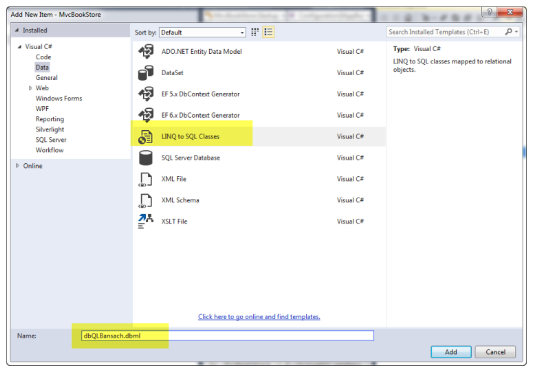 Add New Item - MvcBookStore
Installed
Sort by: Default
Search Installed Templates (Ctrl+E)
Visual C#
Code
Data
General
Web
Windows Forms
WPF
Reporting
Silverlight
SQL Server
Workflow
Online
ADO.NET Entity Data Model Visual C#
DataSet Visual C#
EF 5.x DbContext Generator Visual C#
EF 6.x DbContext Generator Visual C#
LINQ to SQL Classes Visual C#
SQL Server Database Visual C#
XML File Visual C#
XML Schema Visual C#
XSLT File Visual C#
Type: Visual C#
LINQ to SQL classes mapped to relational
objects.
Click here to go online and find templates.
Name: dbQLBansach.dbml
Add Cancel